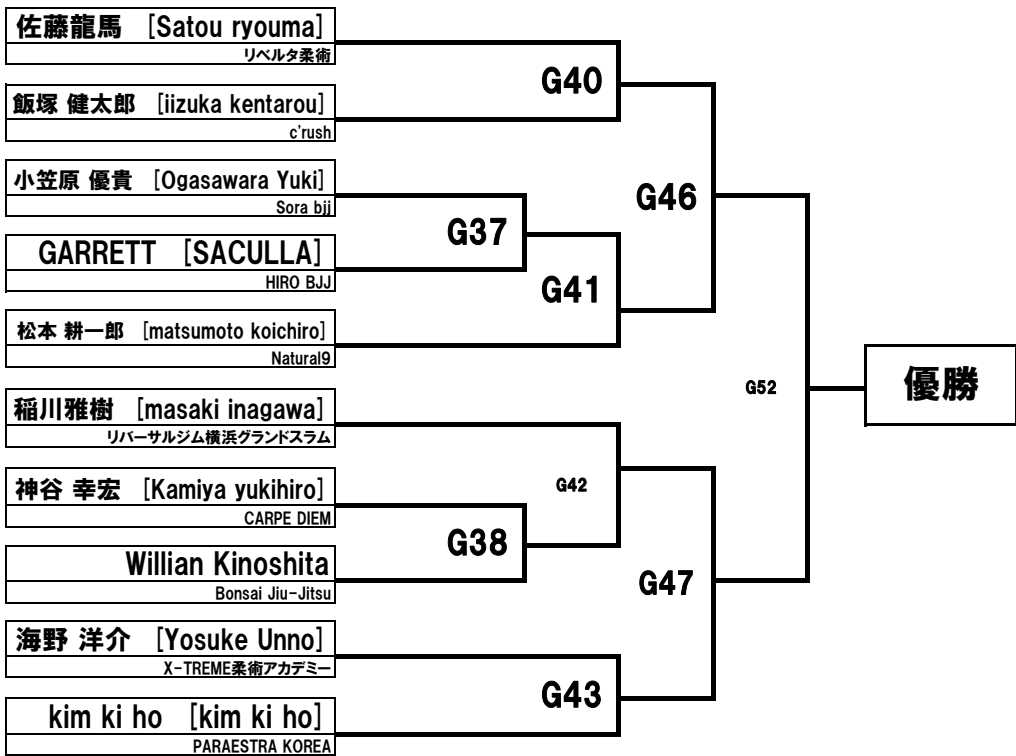 佐藤龍馬 [Satou ryouma]
リベルタ柔術
飯塚 健太郎 [iizuka kentarou]
c'rush
小笠原 優貴 [Ogasawara Yuki]
Sora bjj
GARRETT [SACULLA]
HIRO BJJ
松本 耕一郎 [matsumoto koichiro]
Natural9
稲川雅樹 [masaki inagawa]
リバーサルジム横浜グランドスラム
神谷 幸宏 [Kamiya yukihiro]
CARPE DIEM
Willian Kinoshita
Bonsai Jiu-Jitsu
海野 洋介 [Yosuke Unno]
X-TREME柔術アカデミー
kim ki ho [kim ki ho]
PARAESTRA KOREA
G37
G38
G40
G41
G42
G43
G46
G47
G52
優勝